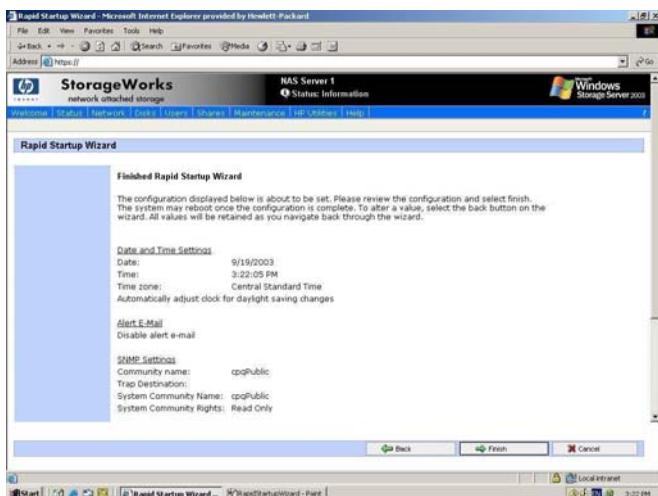 Rapid Startup Wizard - Microsoft Internet Explorer provided by Hewlett-Packard
File Edit View Favorites Tools Help
Back Search Favorites Media
Address https:// Go
hp StorageWorks
network attached storage
NAS Server 1
Status: Information
Microsoft Windows
Storage Server 2003
Welcome Status Network Disks Users Shares Maintenance HP Utilities Help ?
Rapid Startup Wizard
Finished Rapid Startup Wizard
The configuration displayed below is about to be set. Please review the configuration and select finish.
The system may reboot once the configuration is complete. To alter a value, select the back button on the
wizard. All values will be retained as you navigate back through the wizard.
Date and Time Settings
Date: 9/19/2003
Time: 3:22:05 PM
Time zone: Central Standard Time
Automatically adjust clock for daylight saving changes
Alert E-Mail
Disable alert e-mail
SNMP Settings
Community name: cpqPublic
Trap Destination:
System Community Name: cpqPublic
System Community Rights: Read Only
Back Finish Cancel
Local intranet
Start Rapid Startup Wizard ... RapidStartupWizard - Paint 3:22 PM